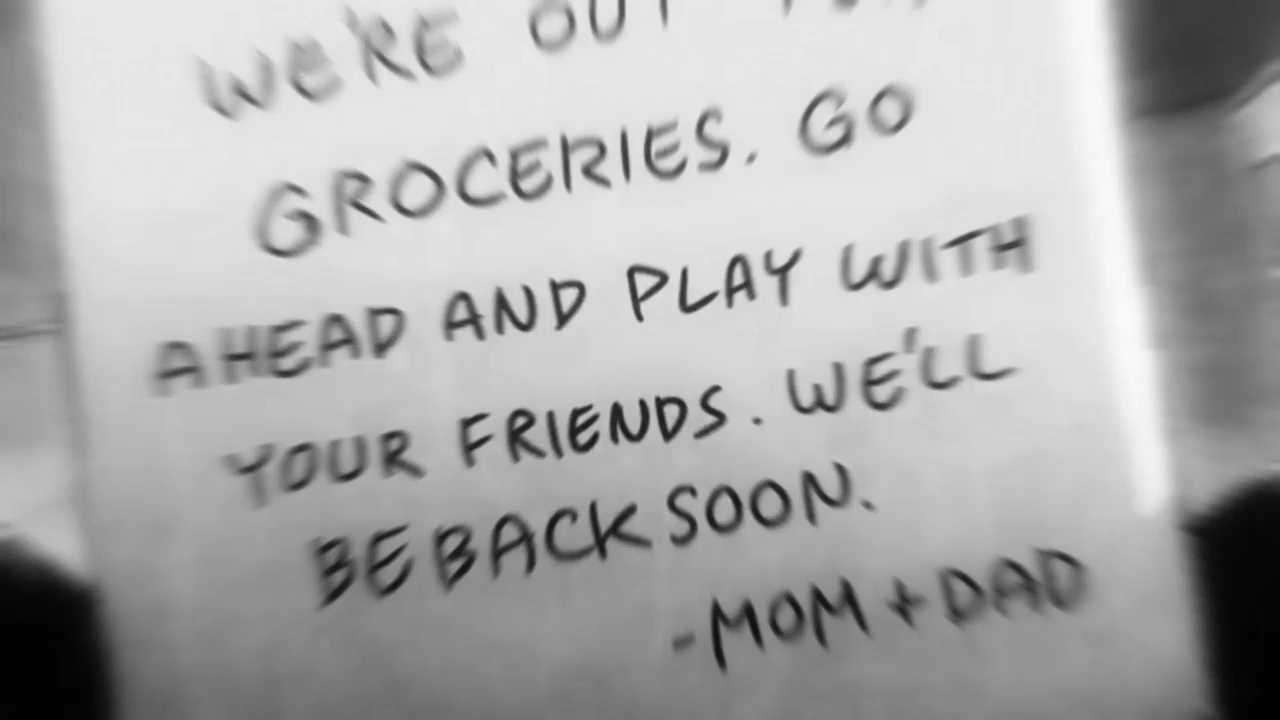 WE'RE OUT
GROCERIES. GO
AHEAD AND PLAY WITH
YOUR FRIENDS. WE'LL
BE BACK SOON.
-MOM + DAD